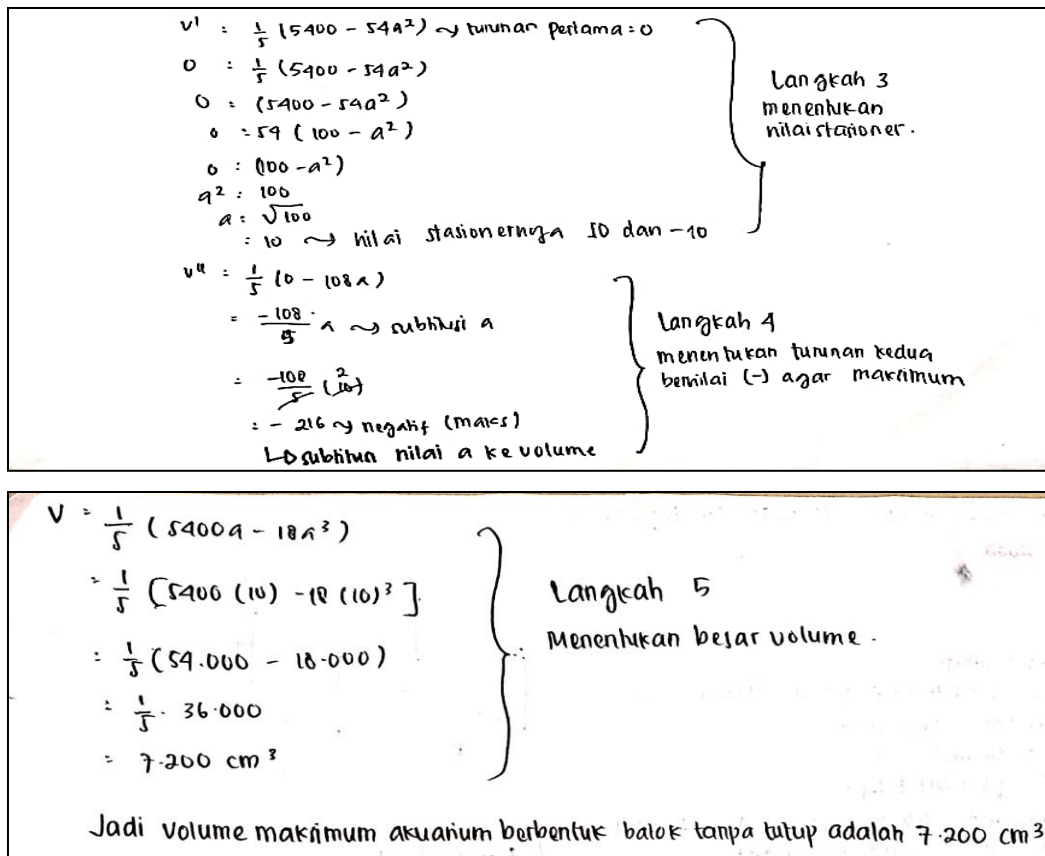 V' : 1/5 (5400 - 54a²) ~> turunan pertama = 0
0 : 1/5 (5400 - 54a²)
0 : (5400 - 54a²)
0 : 54 (100 - a²)
0 : (100 - a²)
a² : 100
a : √100
: 10 ~> nilai stasionernya 10 dan -10
Langkah 3
menentukan
nilai stasioner.
V'' : 1/5 (0 - 108a)
= -108/5 a ~> subtitusi a
: -108/5 (10) 2
: - 216 ~> negatif (maks)
↳ subtitusi nilai a ke volume
Langkah 4
menentukan turunan kedua
bernilai (-) agar maksimum
V = 1/5 (5400a - 18a³)
= 1/5 [5400 (10) - 18 (10)³]
: 1/5 (54.000 - 18.000)
: 1/5 . 36.000
= 7.200 cm³
Langkah 5
Menentukan besar volume.
Jadi volume maksimum akuarium berbentuk balok tanpa tutup adalah 7.200 cm³